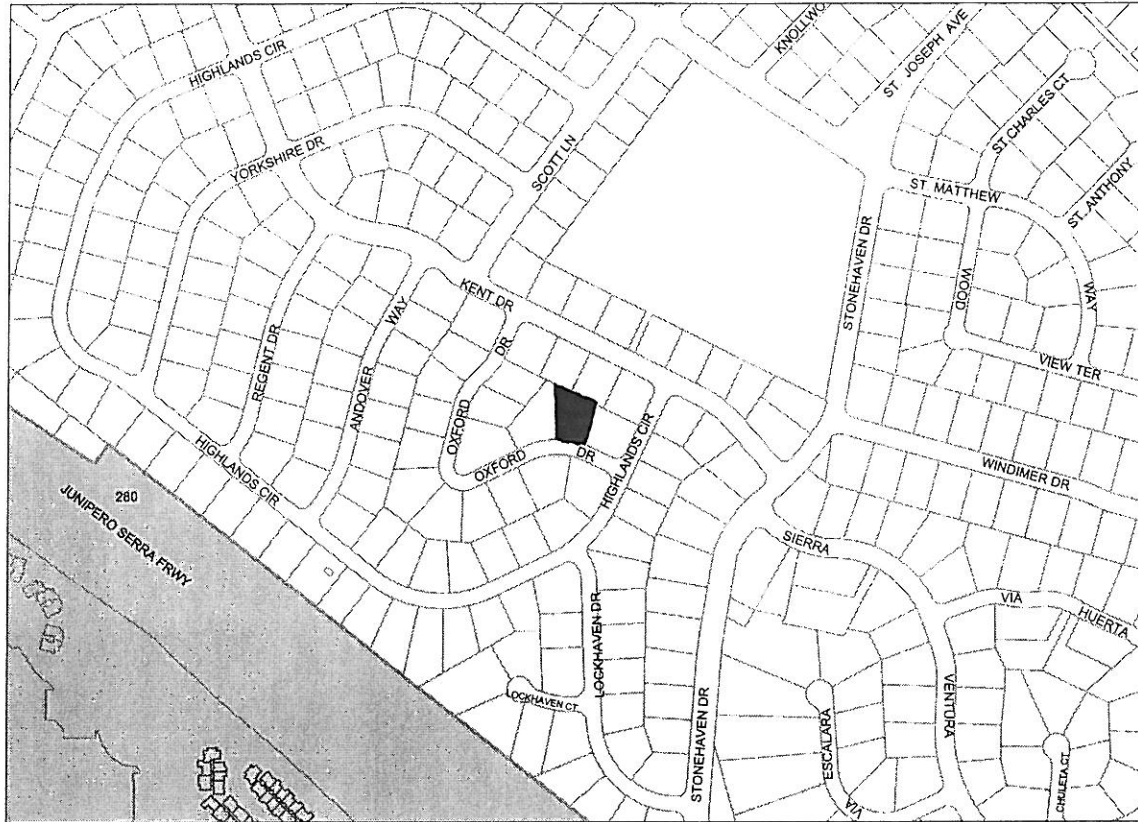 HIGHLANDS CIR
KNOLLWO
ST. JOSEPH AVE
ST CHARLES CT
YORKSHIRE DR
SCOTT LN
ST. MATTHEW
ST. ANTHONY
STONEHAVEN DR
WOOD
WAY
KENT DR
WAY
REGENT DR
ANDOVER
DR
OXFORD
VIEW TER
OXFORD
DR
HIGHLANDS CIR
HIGHLANDS CIR
WINDIMER DR
280
JUNIPERO SERRA FRWY
SIERRA
VIA
HUERTA
LOCKHAVEN DR
LOCKHAVEN CT
STONEHAVEN DR
ESCALARA
VENTURA
VIA
CHULETA CT